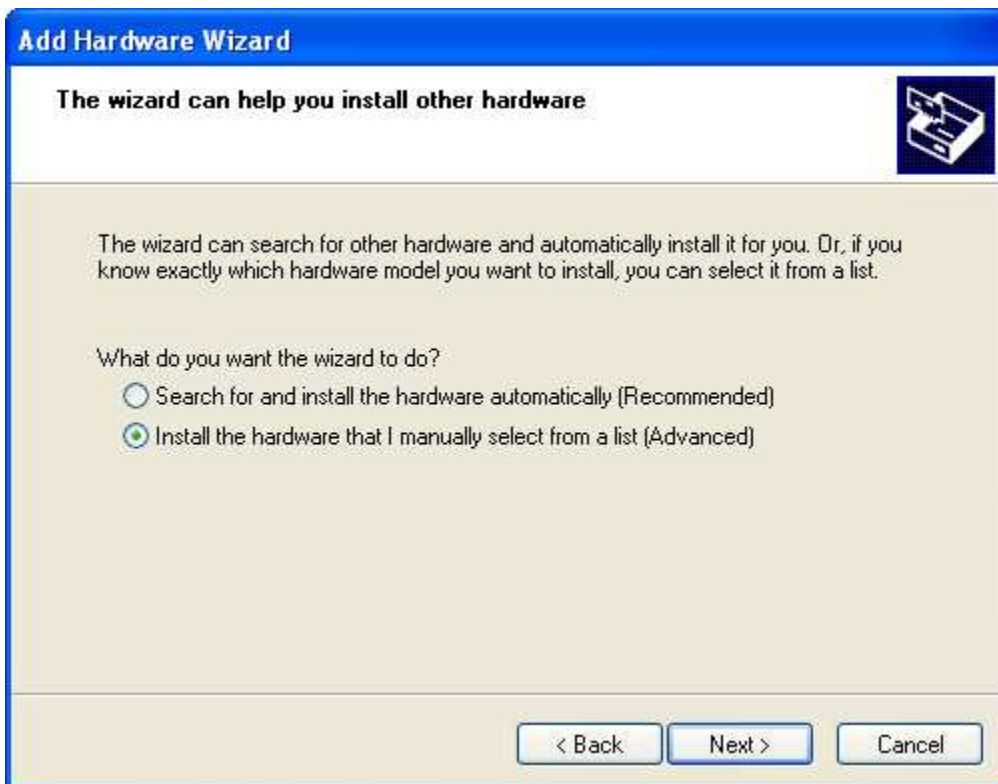 Add Hardware Wizard
The wizard can help you install other hardware
The wizard can search for other hardware and automatically install it for you. Or, if you
know exactly which hardware model you want to install, you can select it from a list.
What do you want the wizard to do?
Search for and install the hardware automatically (Recommended)
Install the hardware that I manually select from a list (Advanced)
< Back
Next >
Cancel